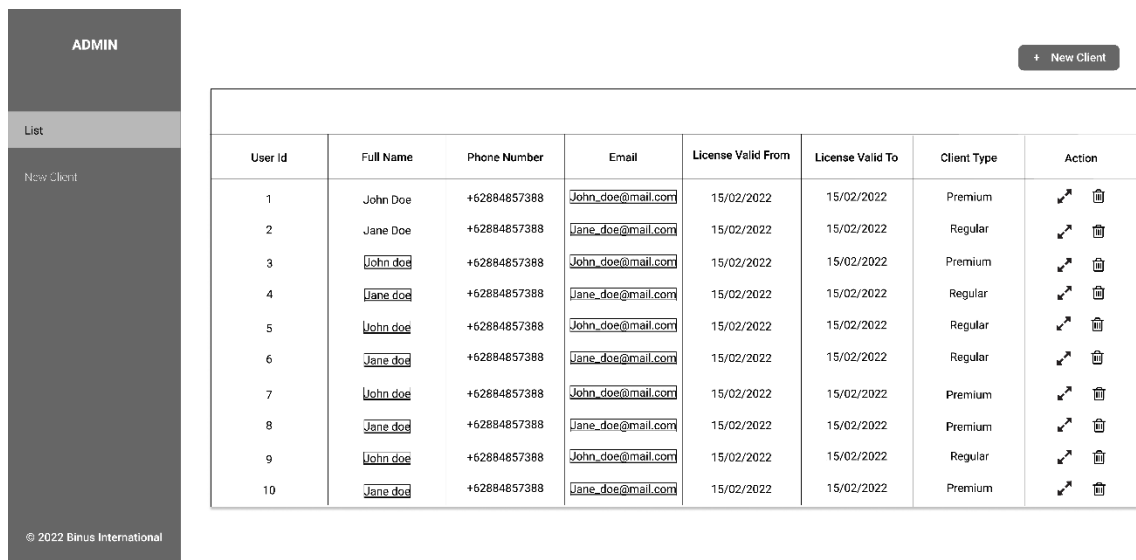 ADMIN
+ New Client
List
New Client
User Id Full Name Phone Number Email License Valid From License Valid To Client Type Action
1 John Doe +62884857388 John_doe@mail.com 15/02/2022 15/02/2022 Premium
2 Jane Doe +62884857388 Jane_doe@mail.com 15/02/2022 15/02/2022 Regular
3 John doe +62884857388 John_doe@mail.com 15/02/2022 15/02/2022 Premium
4 Jane doe +62884857388 Jane_doe@mail.com 15/02/2022 15/02/2022 Regular
5 John doe +62884857388 John_doe@mail.com 15/02/2022 15/02/2022 Regular
6 Jane doe +62884857388 Jane_doe@mail.com 15/02/2022 15/02/2022 Regular
7 John doe +62884857388 John_doe@mail.com 15/02/2022 15/02/2022 Premium
8 Jane doe +62884857388 Jane_doe@mail.com 15/02/2022 15/02/2022 Premium
9 John doe +62884857388 John_doe@mail.com 15/02/2022 15/02/2022 Regular
10 Jane doe +62884857388 Jane_doe@mail.com 15/02/2022 15/02/2022 Premium
© 2022 Binus International